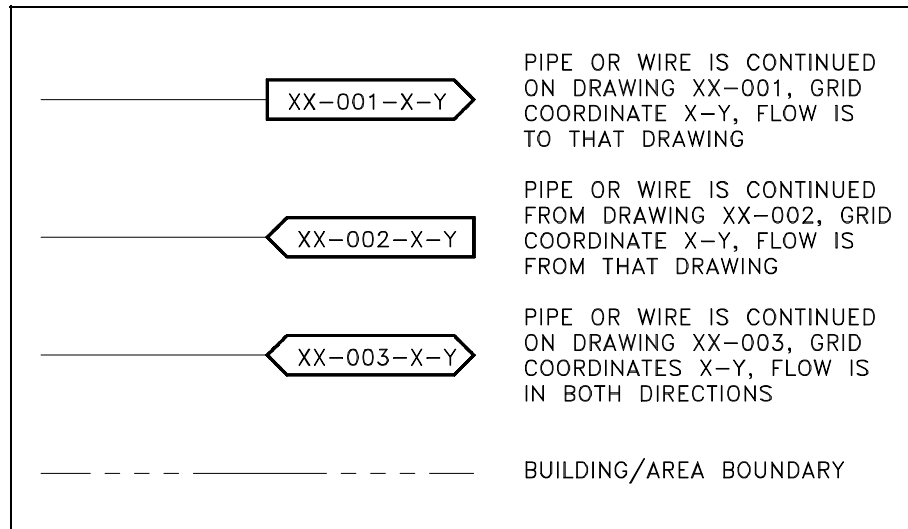 XX-001-X-Y
PIPE OR WIRE IS CONTINUED
ON DRAWING XX-001, GRID
COORDINATE X-Y, FLOW IS
TO THAT DRAWING
XX-002-X-Y
PIPE OR WIRE IS CONTINUED
FROM DRAWING XX-002, GRID
COORDINATE X-Y, FLOW IS
FROM THAT DRAWING
XX-003-X-Y
PIPE OR WIRE IS CONTINUED
ON DRAWING XX-003, GRID
COORDINATES X-Y, FLOW IS
IN BOTH DIRECTIONS
BUILDING/AREA BOUNDARY